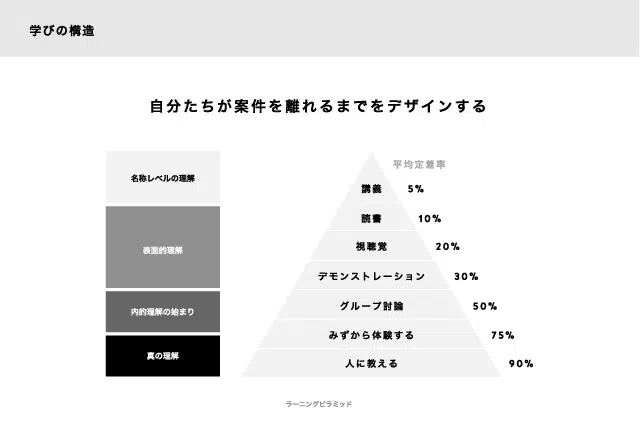 学びの構造
自分たちが案件を離れるまでをデザインする
平均定着率
名称レベルの理解
講義 5%
読書 10%
視聴覚 20%
表面的理解
デモンストレーション 30%
グループ討論 50%
内的理解の始まり
みずから体験する 75%
真の理解
人に教える 90%
ラーニングピラミッド